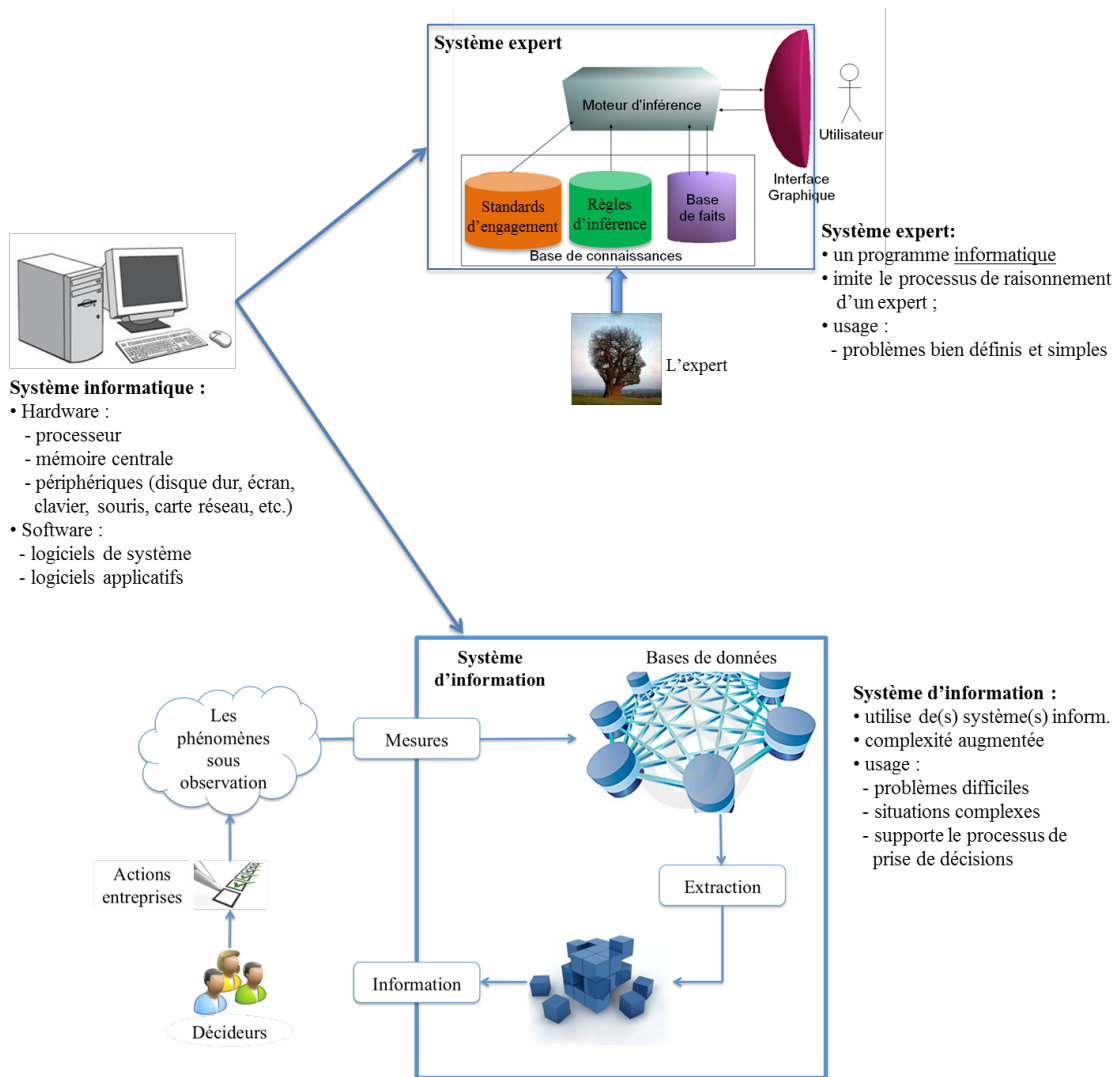 Système expert
Moteur d'inférence
Utilisateur
Interface
Graphique
Standards
d’engagement
Règles
d’inférence
Base
de faits
Base de connaissances
L’expert
Système expert:
• un programme informatique
• imite le processus de raisonnement
d’un expert ;
• usage :
- problèmes bien définis et simples
Système informatique :
• Hardware :
- processeur
- mémoire centrale
- périphériques (disque dur, écran,
clavier, souris, carte réseau, etc.)
• Software :
- logiciels de système
- logiciels applicatifs
Système
d’information
Bases de données
Les
phénomènes
sous
observation
Mesures
Extraction
Information
Actions
entreprises
Décideurs
Système d’information :
• utilise de(s) système(s) inform.
• complexité augmentée
• usage :
- problèmes difficiles
- situations complexes
- supporte le processus de
prise de décisions